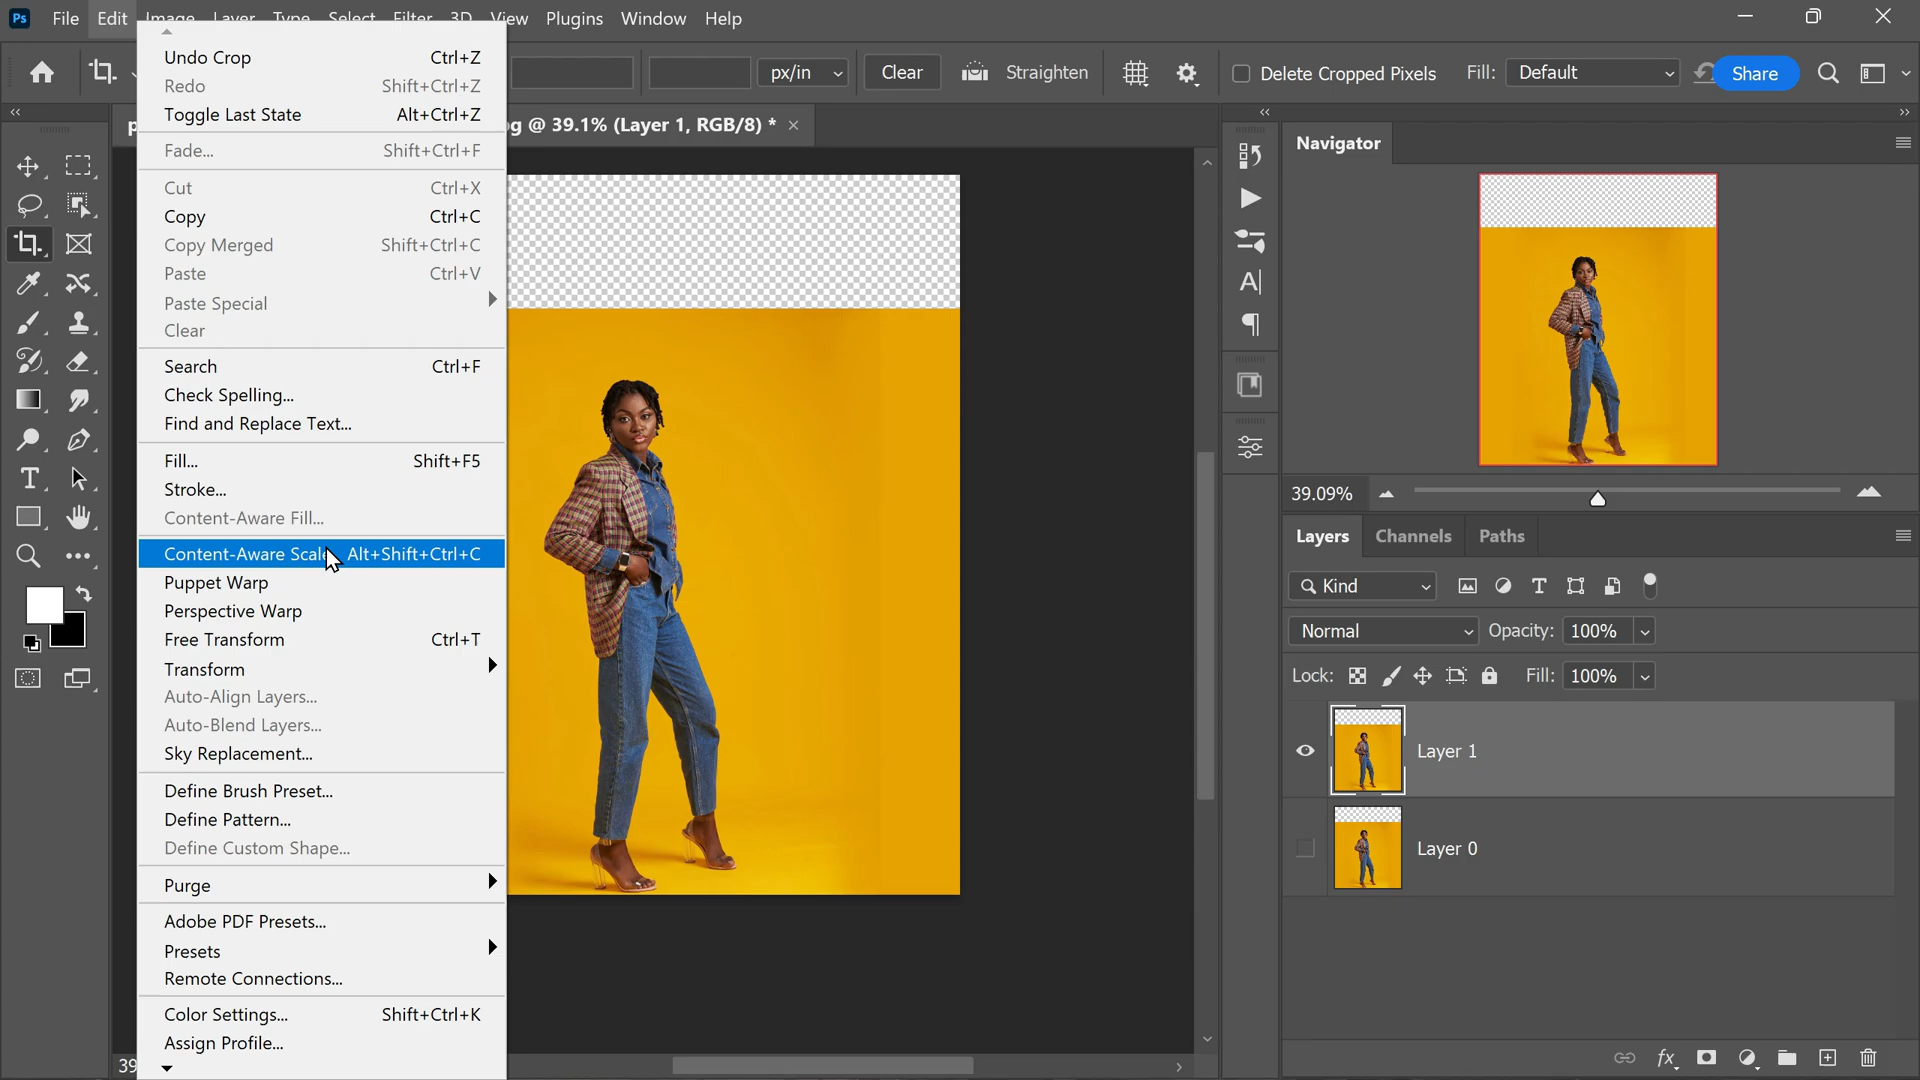 Ps File Edit Image Layer Type Select Filter 3D View Plugins Window Help
px/in Clear Straighten Delete Cropped Pixels Fill: Default Share
@ 39.1% (Layer 1, RGB/8) * ×
Undo Crop Ctrl+Z
Redo Shift+Ctrl+Z
Toggle Last State Alt+Ctrl+Z
Fade... Shift+Ctrl+F
Cut Ctrl+X
Copy Ctrl+C
Copy Merged Shift+Ctrl+C
Paste Ctrl+V
Paste Special
Clear
Search Ctrl+F
Check Spelling...
Find and Replace Text...
Fill... Shift+F5
Stroke...
Content-Aware Fill...
Content-Aware Scale Alt+Shift+Ctrl+C
Puppet Warp
Perspective Warp
Free Transform Ctrl+T
Transform
Auto-Align Layers...
Auto-Blend Layers...
Sky Replacement...
Define Brush Preset...
Define Pattern...
Define Custom Shape...
Purge
Adobe PDF Presets...
Presets
Remote Connections...
Color Settings... Shift+Ctrl+K
Assign Profile...
Navigator
39.09%
Layers Channels Paths
Kind
Normal Opacity: 100%
Lock: Fill: 100%
Layer 1
Layer 0